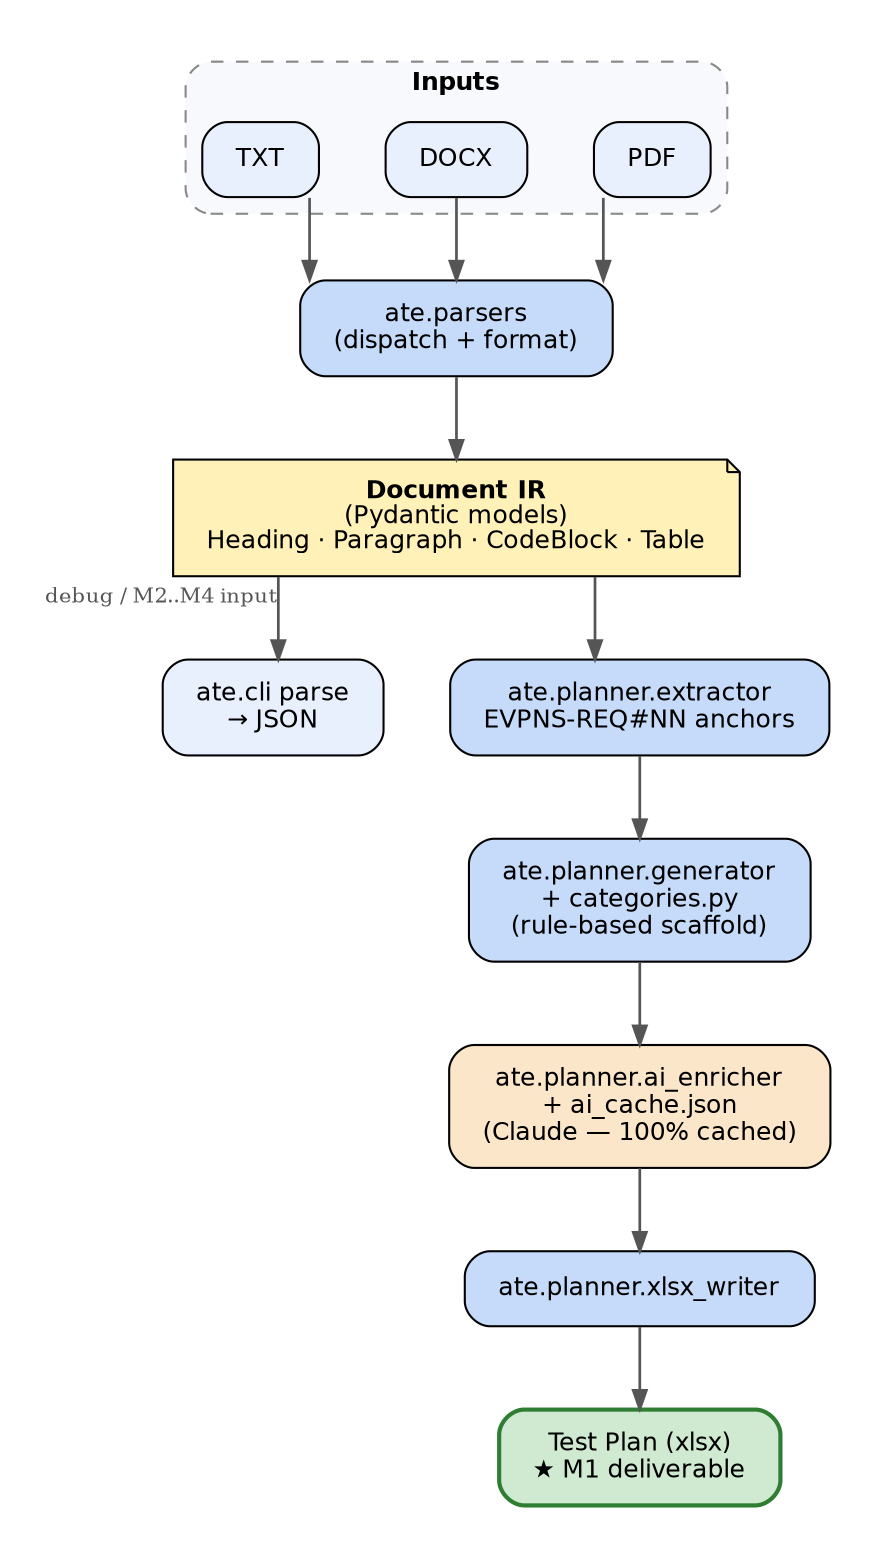 Inputs
TXT
DOCX
PDF
ate.parsers
(dispatch + format)
Document IR
(Pydantic models)
Heading · Paragraph · CodeBlock · Table
debug / M2..M4 input
ate.cli parse
→ JSON
ate.planner.extractor
EVPNS-REQ#NN anchors
ate.planner.generator
+ categories.py
(rule-based scaffold)
ate.planner.ai_enricher
+ ai_cache.json
(Claude — 100% cached)
ate.planner.xlsx_writer
Test Plan (xlsx)
★ M1 deliverable